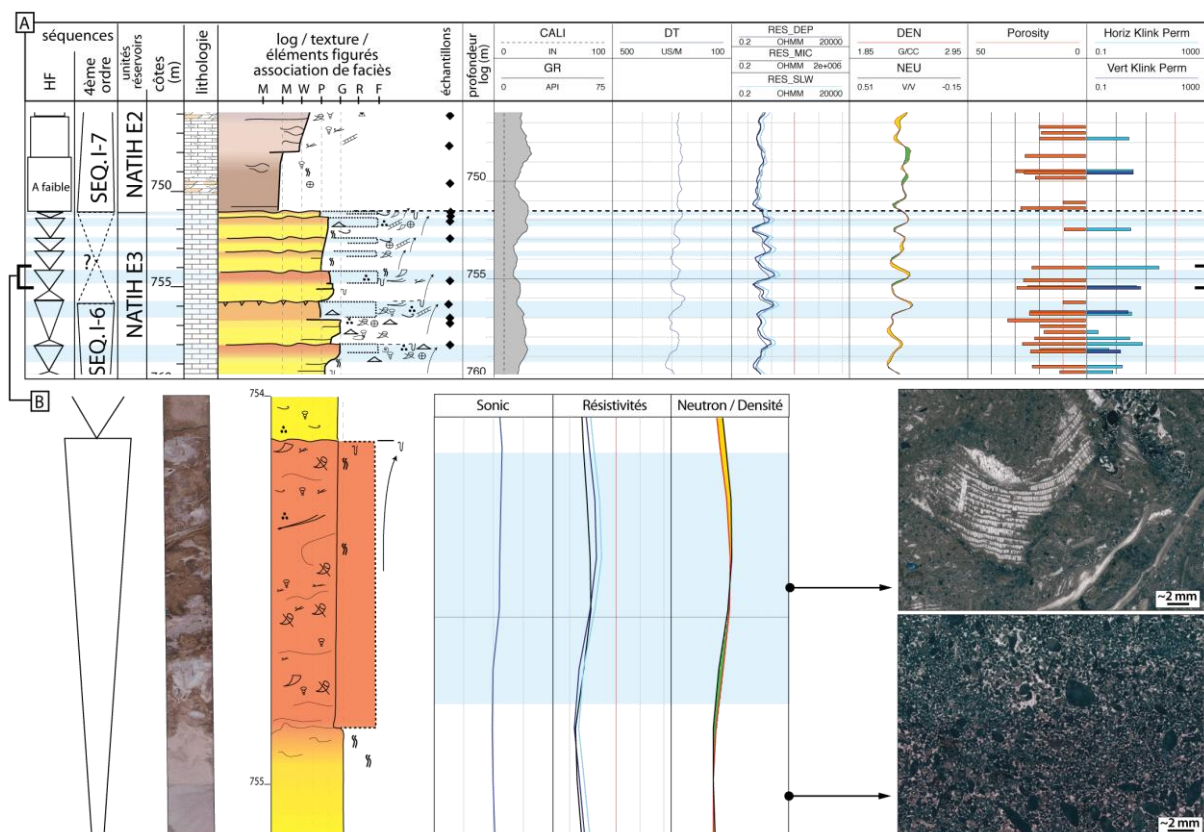 A
séquences
HF
4ème ordre
unités réservoirs
côtes (m)
lithologie
log / texture /
éléments figurés
association de faciès
M M W P G R F
échantillons
profondeur log (m)
CALI
0 IN 100
GR
0 API 75
DT
500 US/M 100
RES_DEP
0.2 OHMM 20000
RES_MIC
0.2 OHMM 2e+006
RES_SLW
0.2 OHMM 20000
DEN
1.85 G/CC 2.95
NEU
0.51 V/V -0.15
Porosity
50 0
Horiz Klink Perm
0.1 1000
Vert Klink Perm
0.1 1000
A faible
SEQ.I-7
NATIH E2
750
750
?
NATIH E3
755
755
SEQ.I-6
760
760
B
754
755
Sonic
Résistivités
Neutron / Densité
~2 mm
~2 mm